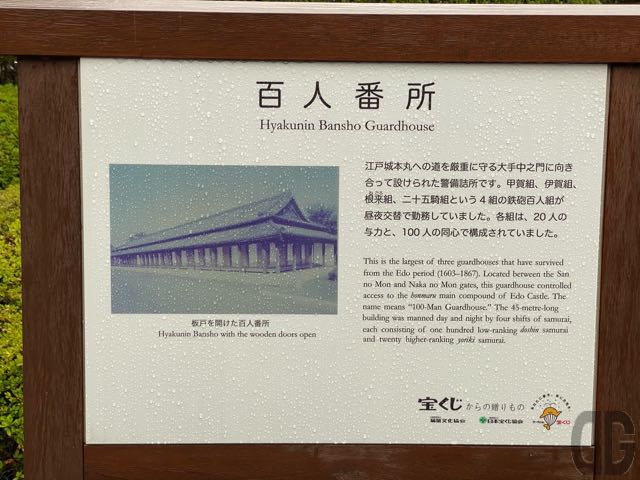 百人番所
Hyakunin Bansho Guardhouse
江戸城本丸への道を厳重に守る大手中之門に向き
合って設けられた警備詰所です。甲賀組、伊賀組、
根来組、二十五騎組という4組の鉄砲百人組が
昼夜交替で勤務していました。各組は、20人の
与力と、100人の同心で構成されていました。
This is the largest of three guardhouses that have survived
from the Edo period (1603–1867). Located between the San
no Mon and Naka no Mon gates, this guardhouse controlled
access to the honmaru main compound of Edo Castle. The
name means “100-Man Guardhouse.” The 45-metre-long
building was manned day and night by four shifts of samurai,
each consisting of one hundred low-ranking doshin samurai
and twenty higher-ranking yoriki samurai.
板戸を開けた百人番所
Hyakunin Bansho with the wooden doors open
宝くじからの贈りもの
日本宝くじ協会
宝くじ
DG